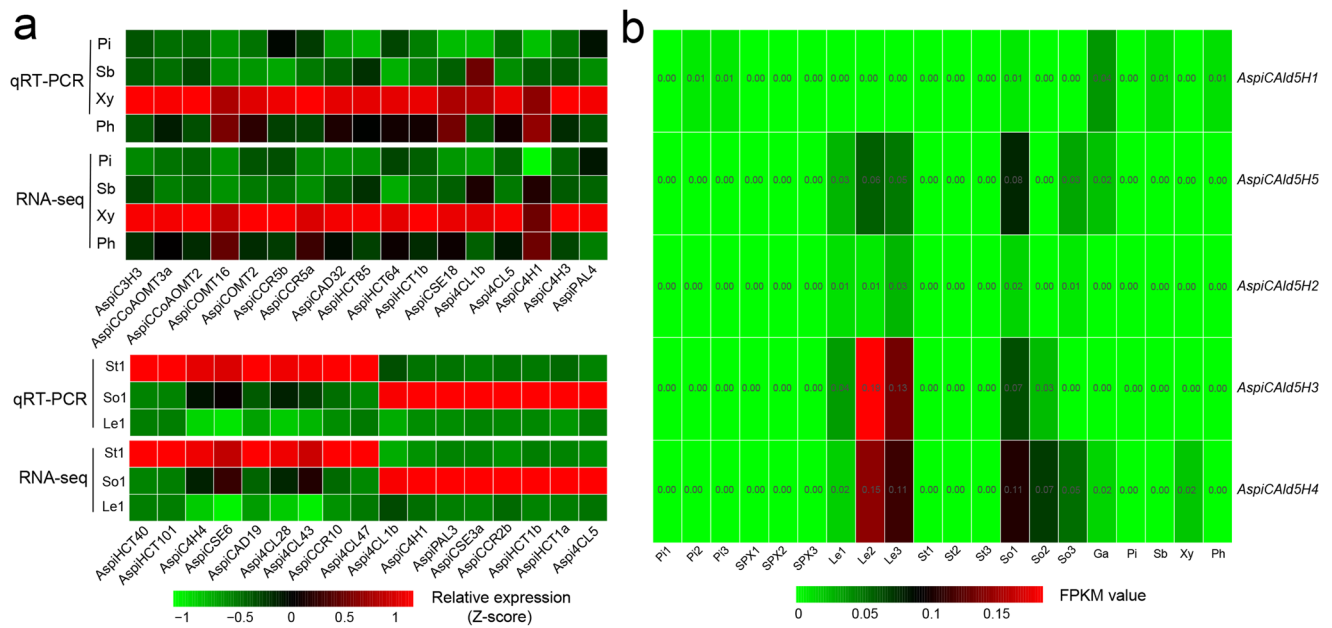 a
qRT-PCR
Pi
Sb
Xy
Ph
RNA-seq
Pi
Sb
Xy
Ph
AspiC3H3
AspiCCoAOMT3a
AspiCCoAOMT2
AspiCOMT16
AspiCOMT2
AspiCCR5b
AspiCCR5a
AspiCAD32
AspiHCT85
AspiHCT64
AspiHCT1b
AspiCSE18
Aspi4CL1b
Aspi4CL5
AspiC4H1
AspiC4H3
AspiPAL4
qRT-PCR
St1
So1
Le1
RNA-seq
St1
So1
Le1
AspiHCT40
AspiHCT101
AspiC4H4
AspiCSE6
AspiCAD19
Aspi4CL28
Aspi4CL43
AspiCCR10
Aspi4CL47
Aspi4CL1b
AspiC4H1
AspiPAL3
AspiCSE3a
AspiCCR2b
AspiHCT1b
AspiHCT1a
Aspi4CL5
−1 −0.5 0 0.5 1
Relative expression
(Z-score)
b
0.00 0.01 0.01 0.00 0.00 0.00 0.00 0.00 0.00 0.00 0.00 0.00 0.01 0.00 0.00 0.04 0.00 0.01 0.00 0.01 AspiCAld5H1
0.00 0.00 0.00 0.00 0.00 0.00 0.03 0.06 0.00 0.00 0.00 0.08 0.00 0.03 0.02 0.00 0.00 0.00 0.00 AspiCAld5H5
0.00 0.00 0.00 0.00 0.00 0.00 0.01 0.01 0.03 0.00 0.00 0.00 0.02 0.00 0.01 0.00 0.00 0.00 0.00 0.00 AspiCAld5H2
0.00 0.00 0.00 0.00 0.00 0.00 0.04 0.13 0.00 0.00 0.00 0.07 0.03 0.00 0.00 0.00 0.00 0.00 0.00 AspiCAld5H3
0.00 0.00 0.00 0.00 0.00 0.00 0.02 0.15 0.11 0.00 0.00 0.00 0.11 0.07 0.02 0.00 0.00 0.02 0.00 AspiCAld5H4
Pi1 Pi2 Pi3 SPX1 SPX2 SPX3 Le1 Le2 Le3 St1 St2 St3 So1 So2 So3 Ga Pi Sb Xy Ph
0 0.05 0.1 0.15
FPKM value